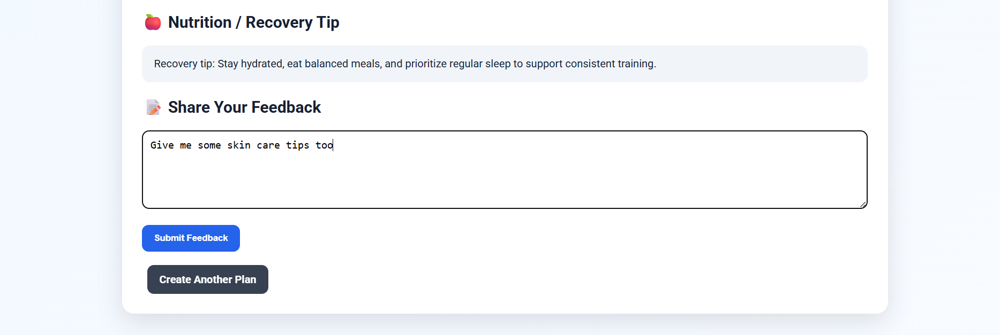 Nutrition / Recovery Tip
Recovery tip: Stay hydrated, eat balanced meals, and prioritize regular sleep to support consistent training.
Share Your Feedback
Give me some skin care tips too
Submit Feedback
Create Another Plan